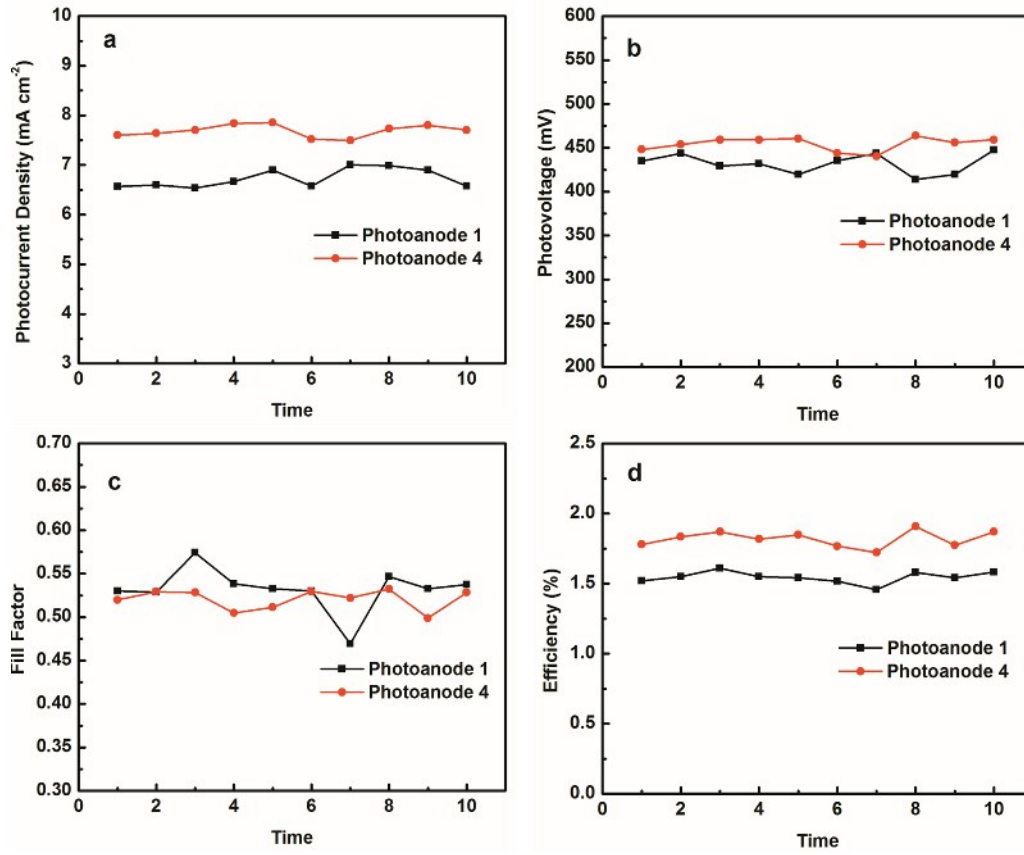 a
Photocurrent Density (mA cm-2)
10
9
8
7
6
5
4
3
0 2 4 6 8 10
Time
Photoanode 1
Photoanode 4
b
Photovoltage (mV)
600
550
500
450
400
350
300
250
200
0 2 4 6 8 10
Time
Photoanode 1
Photoanode 4
c
Fill Factor
0.70
0.65
0.60
0.55
0.50
0.45
0.40
0.35
0.30
0 2 4 6 8 10
Time
Photoanode 1
Photoanode 4
d
Efficiency (%)
2.5
2.0
1.5
1.0
0.5
0.0
0 2 4 6 8 10
Time
Photoanode 1
Photoanode 4